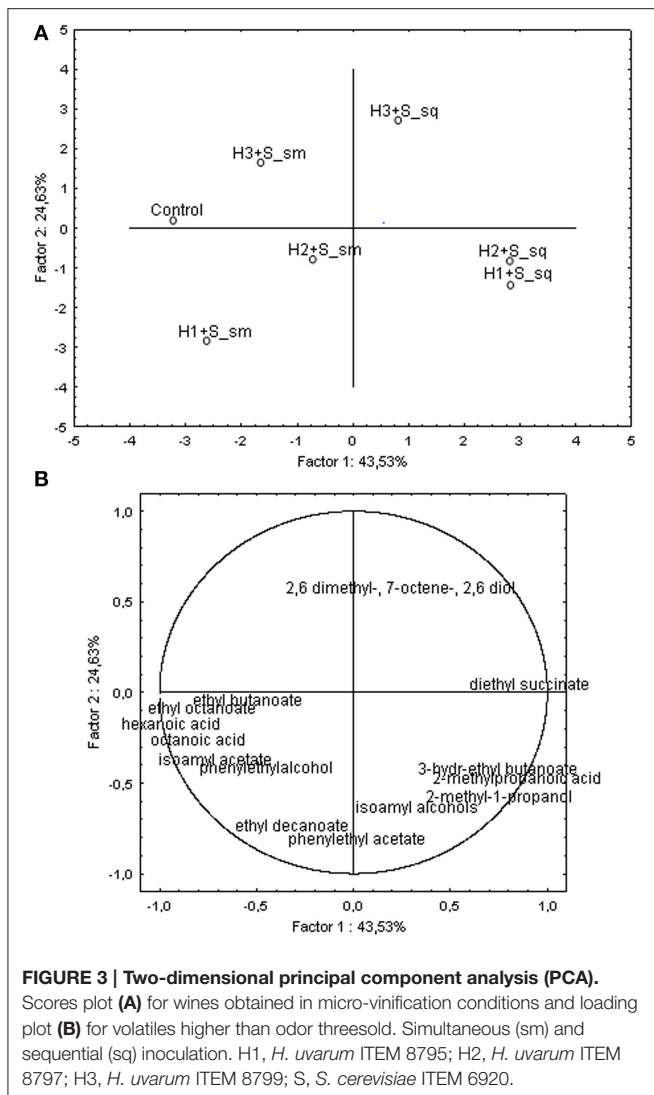 A
5
4
3
2
1
0
-1
-2
-3
-4
-5
Factor 2: 24,63%
H3+S_sq
H3+S_sm
Control
H2+S_sm
H2+S_sq
H1+S_sq
H1+S_sm
-5 -4 -3 -2 -1 0 1 2 3 4 5
Factor 1: 43,53%
B
1,0
0,5
0,0
-0,5
-1,0
Factor 2 : 24,63%
2,6 dimethyl-, 7-octene-, 2,6 diol
diethyl succinate
ethyl butanoate
ethyl octanoate
hexanoic acid
octanoic acid
isoamyl acetate
phenylethylalcohol
3-hydr-ethyl butanoate
2-methylpropanoic acid
2-methyl-1-propanol
isoamyl alcohols
ethyl decanoate
phenylethyl acetate
-1,0 -0,5 0,0 0,5 1,0
Factor 1 : 43,53%
FIGURE 3 | Two-dimensional principal component analysis (PCA).
Scores plot (A) for wines obtained in micro-vinification conditions and loading
plot (B) for volatiles higher than odor threesold. Simultaneous (sm) and
sequential (sq) inoculation. H1, H. uvarum ITEM 8795; H2, H. uvarum ITEM
8797; H3, H. uvarum ITEM 8799; S, S. cerevisiae ITEM 6920.